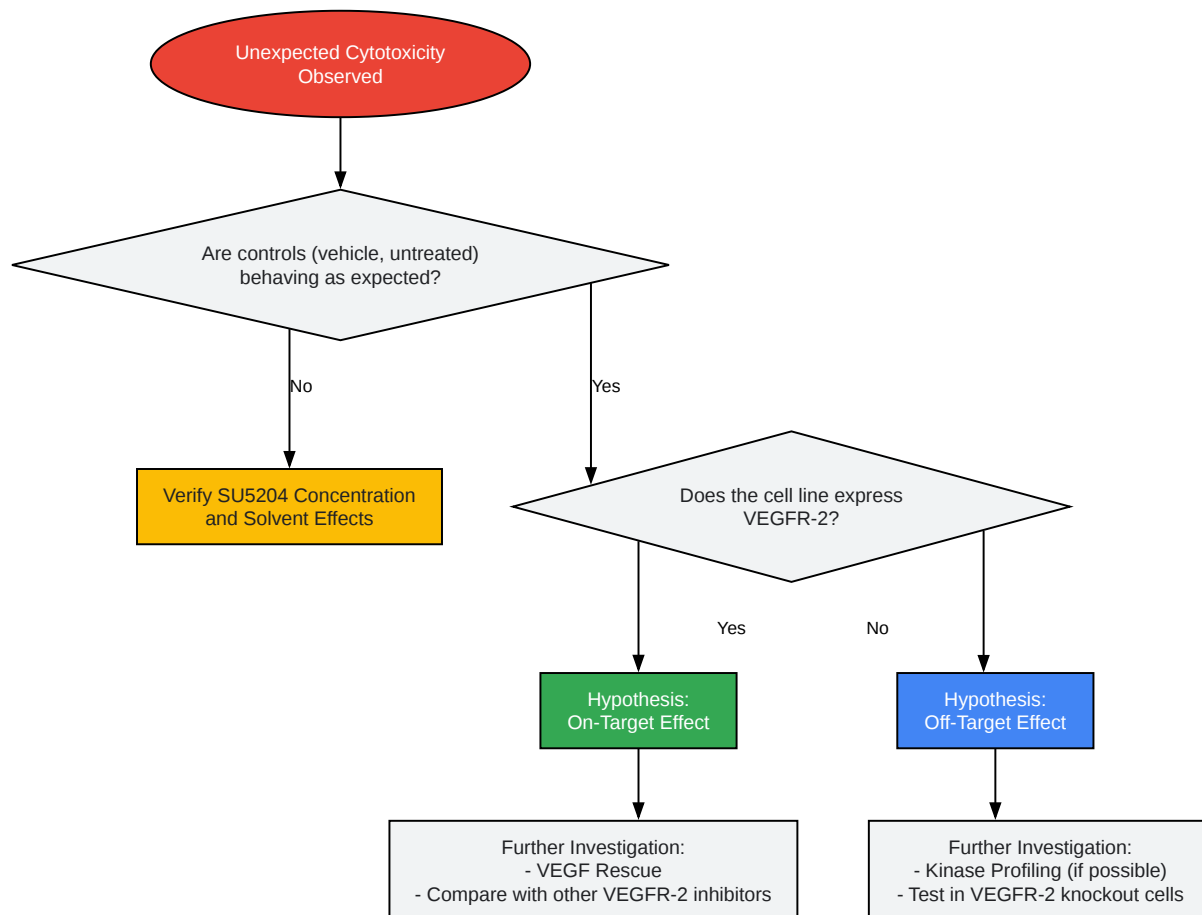 Unexpected Cytotoxicity
Observed
Are controls (vehicle, untreated)
behaving as expected?
No
Yes
Verify SU5204 Concentration
and Solvent Effects
Does the cell line express
VEGFR-2?
Yes
No
Hypothesis:
On-Target Effect
Hypothesis:
Off-Target Effect
Further Investigation:
- VEGF Rescue
- Compare with other VEGFR-2 inhibitors
Further Investigation:
- Kinase Profiling (if possible)
- Test in VEGFR-2 knockout cells